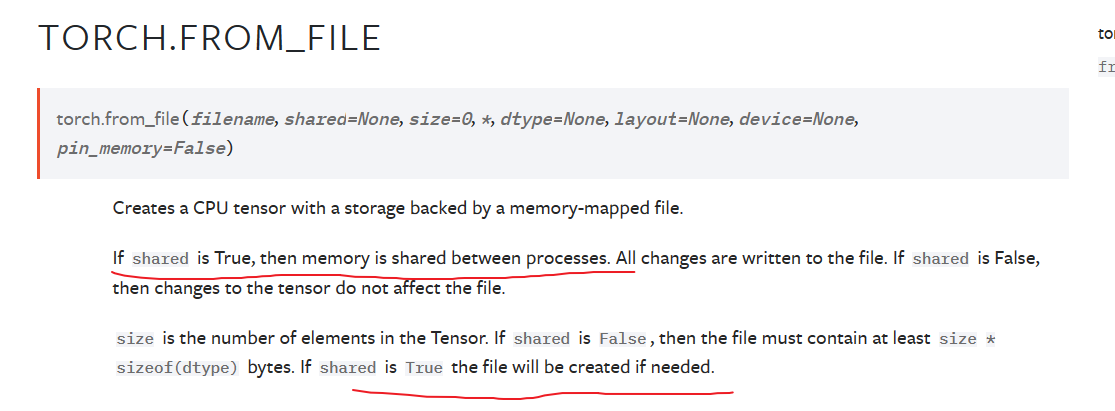 TORCH.FROM_FILE
torch.from_file(filename, shared=None, size=0, *, dtype=None, layout=None, device=None,
pin_memory=False)
Creates a CPU tensor with a storage backed by a memory-mapped file.
If shared is True, then memory is shared between processes. All changes are written to the file. If shared is False,
then changes to the tensor do not affect the file.
size is the number of elements in the Tensor. If shared is False, then the file must contain at least size *
sizeof(dtype) bytes. If shared is True the file will be created if needed.